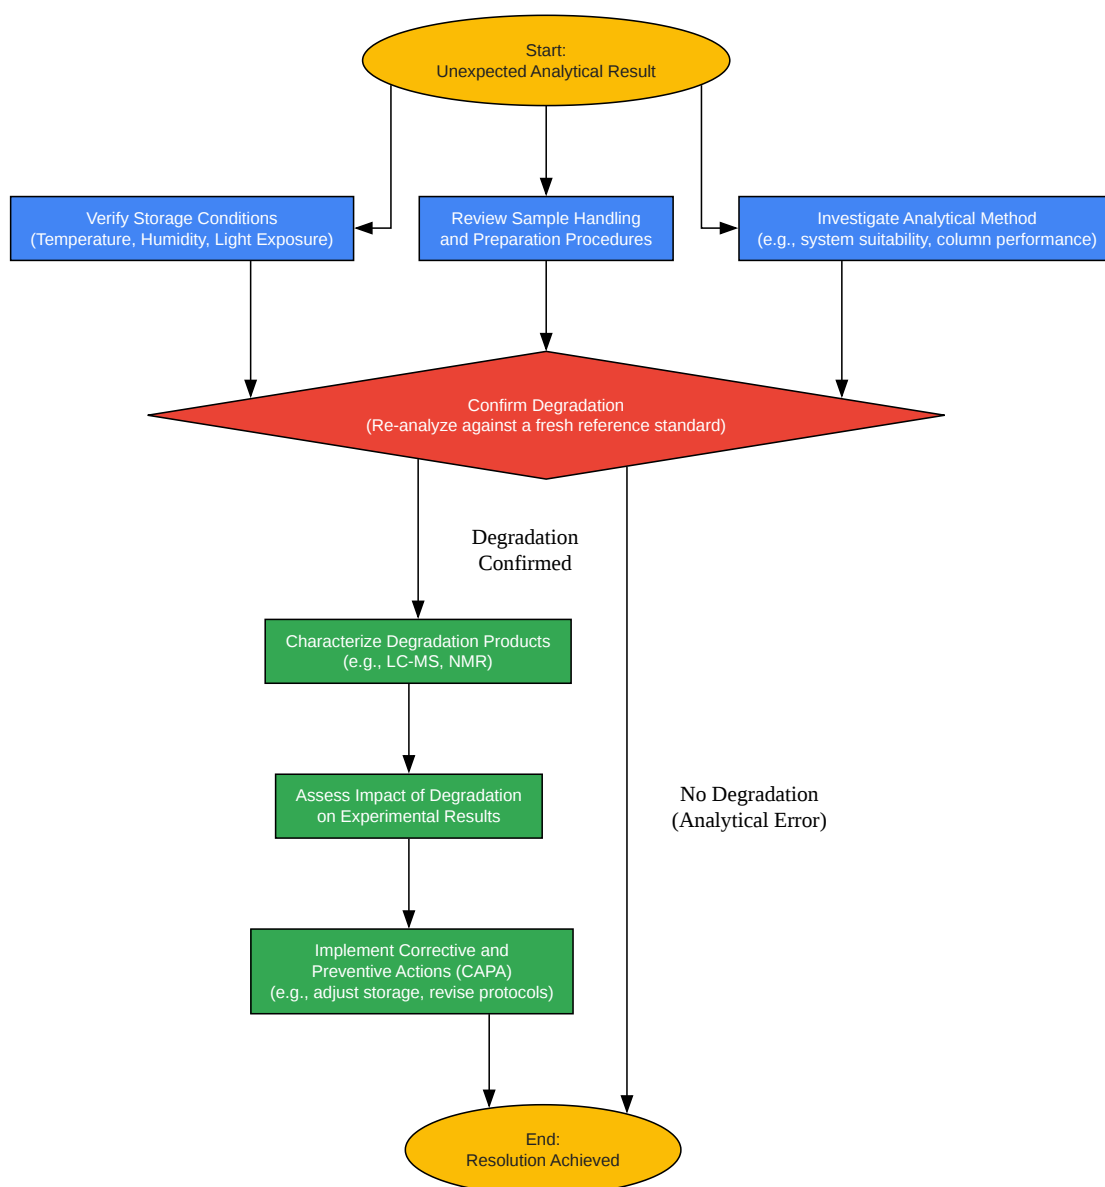 Start:
Unexpected Analytical Result
Verify Storage Conditions
(Temperature, Humidity, Light Exposure)
Review Sample Handling
and Preparation Procedures
Investigate Analytical Method
(e.g., system suitability, column performance)
Confirm Degradation
(Re-analyze against a fresh reference standard)
Degradation
Confirmed
Characterize Degradation Products
(e.g., LC-MS, NMR)
Assess Impact of Degradation
on Experimental Results
No Degradation
(Analytical Error)
Implement Corrective and
Preventive Actions (CAPA)
(e.g., adjust storage, revise protocols)
End:
Resolution Achieved